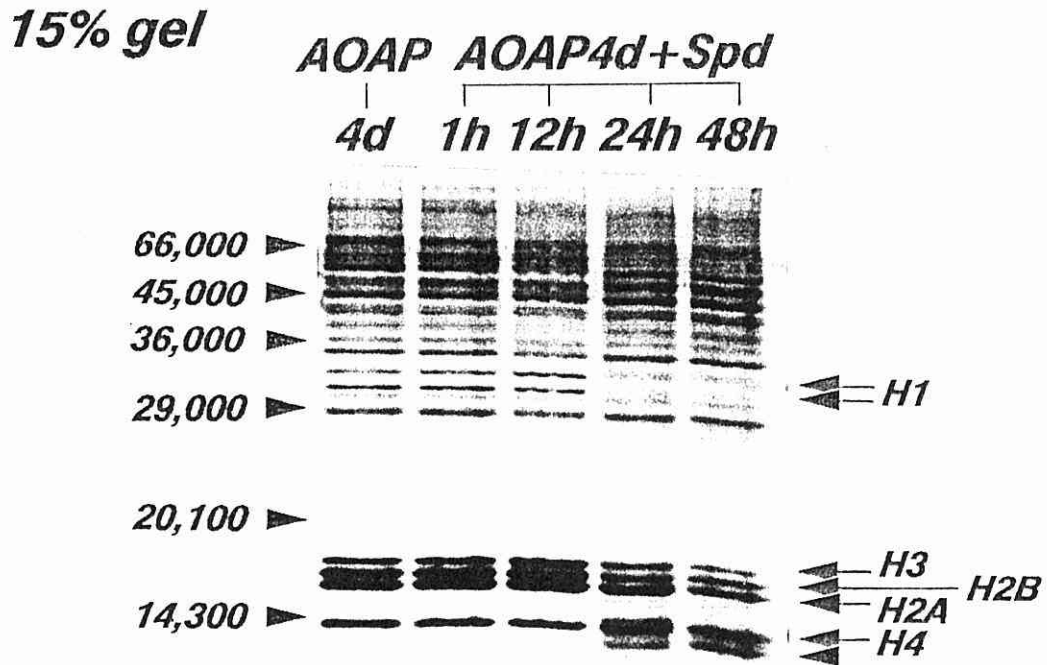 15% gel
AOAP AOAP4d+Spd
4d 1h 12h 24h 48h
66,000
45,000
36,000
29,000
H1
20,100
H3
H2B
14,300
H2A
H4